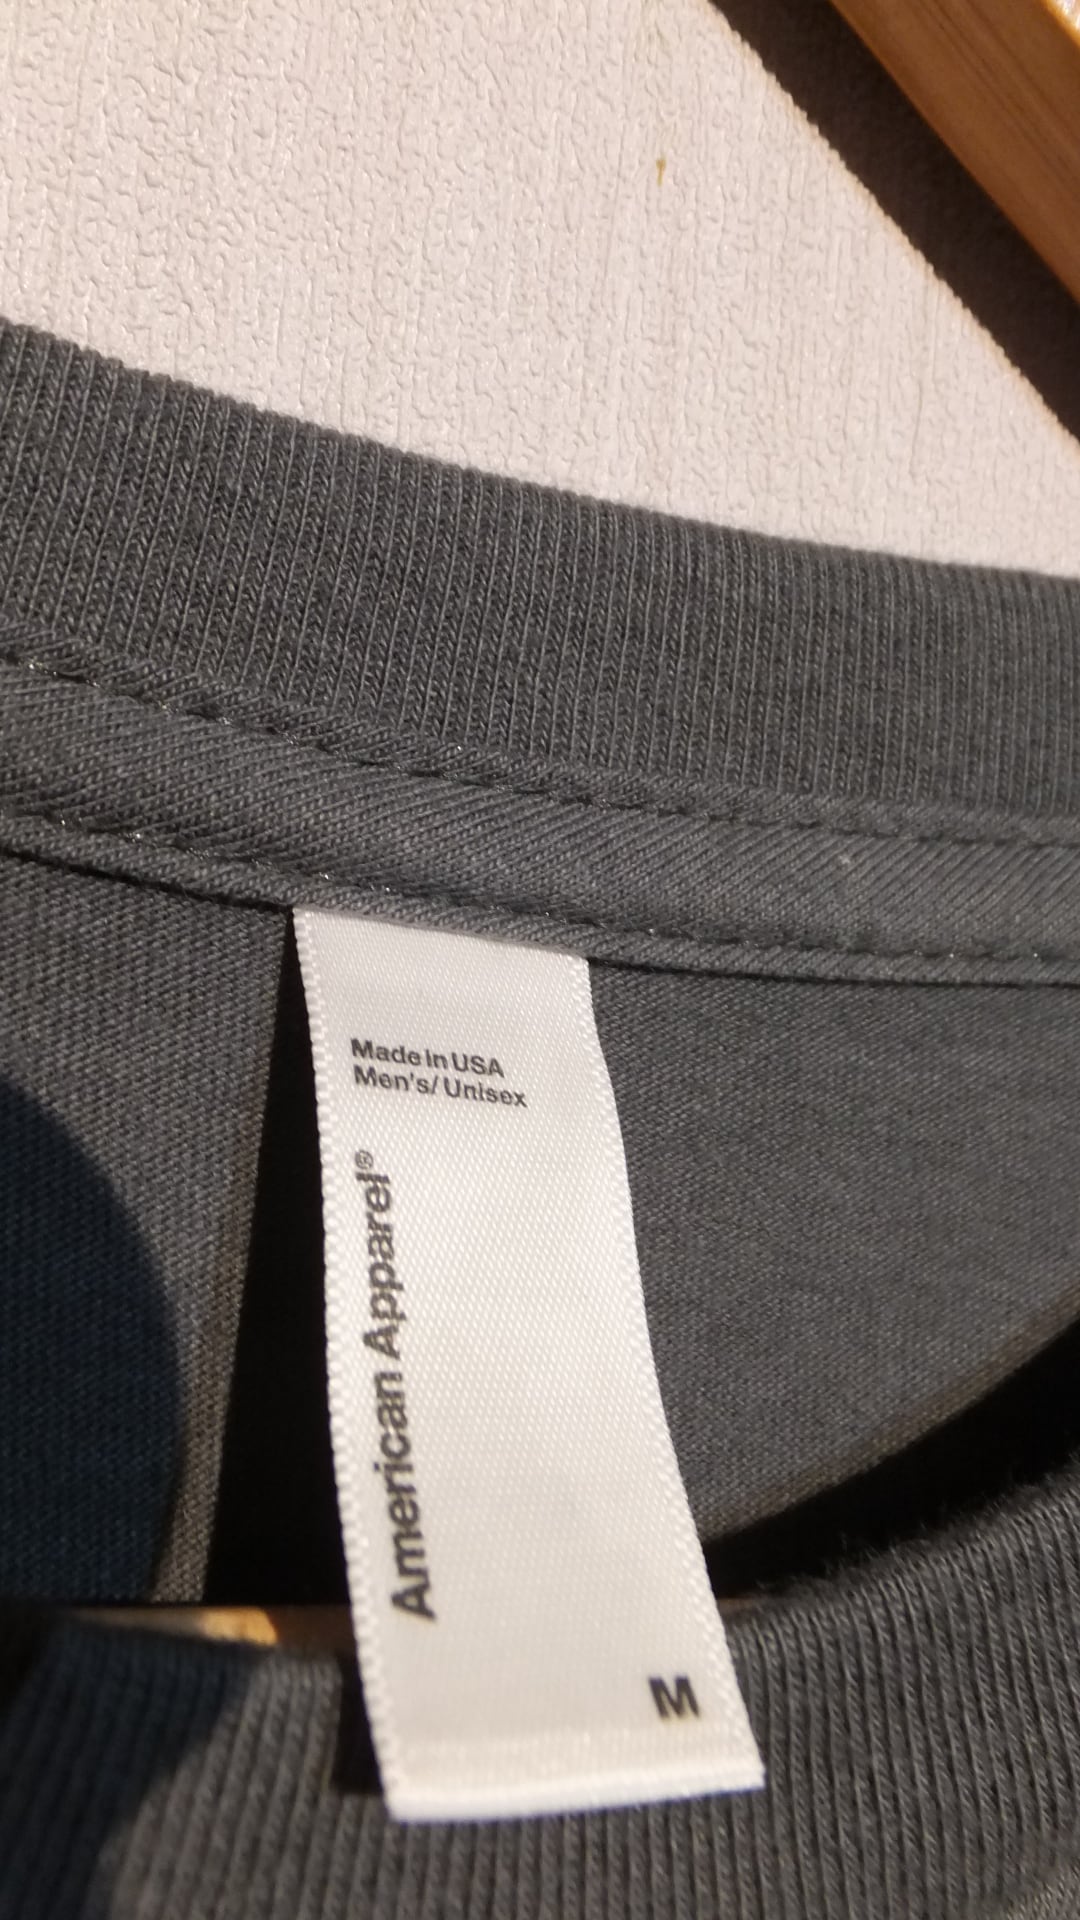 Made In USA
Men's/ Unisex
American Apparel®
M